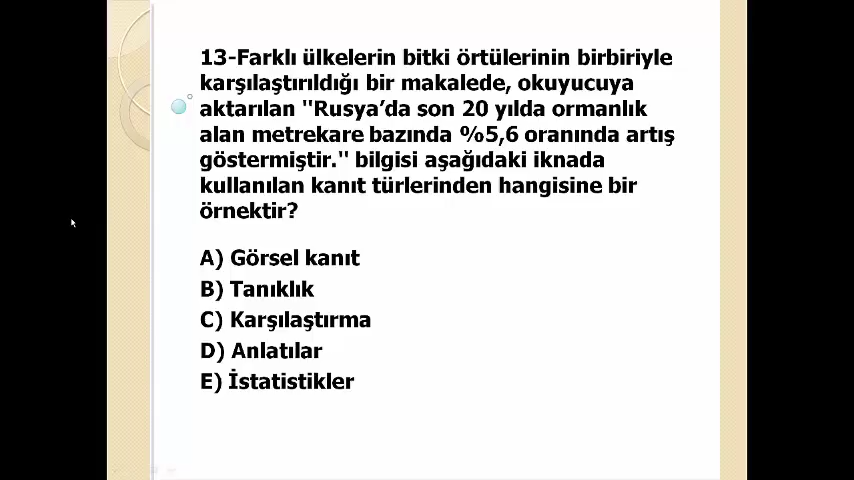 13-Farklı ülkelerin bitki örtülerinin birbiriyle
karşılaştırıldığı bir makalede, okuyucuya
aktarılan "Rusya’da son 20 yılda ormanlık
alan metrekare bazında %5,6 oranında artış
göstermiştir." bilgisi aşağıdaki iknada
kullanılan kanıt türlerinden hangisine bir
örnektir?
A) Görsel kanıt
B) Tanıklık
C) Karşılaştırma
D) Anlatılar
E) İstatistikler